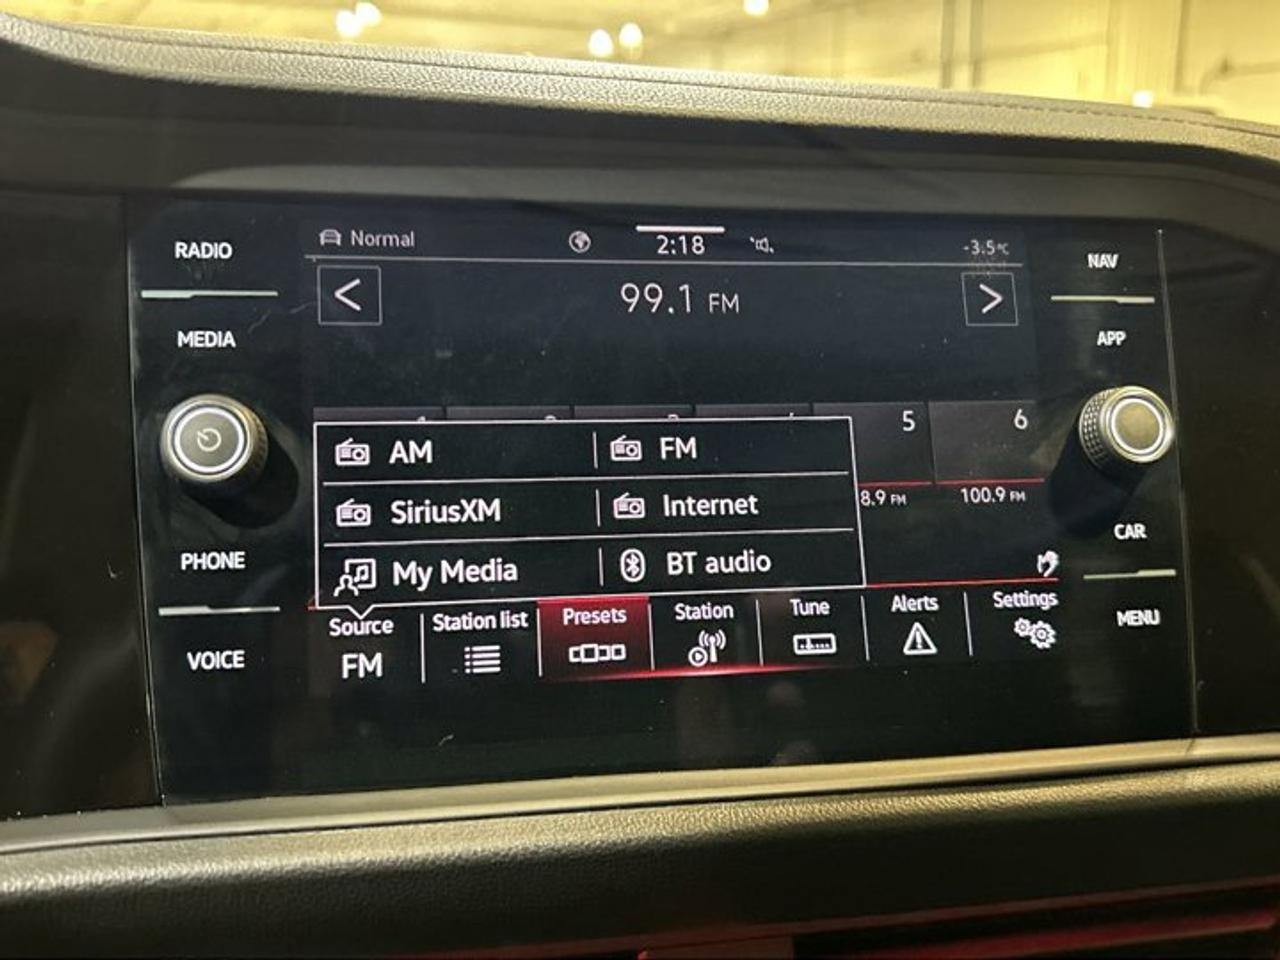 RADIO
MEDIA
PHONE
VOICE
Normal
2:18
-3.5°C
<
99.1 FM
>
5
6
8.9 FM
100.9 FM
AM
FM
SiriusXM
Internet
My Media
BT audio
Source
FM
Station list
Presets
Station
Tune
Alerts
Settings
NAV
APP
CAR
MENU